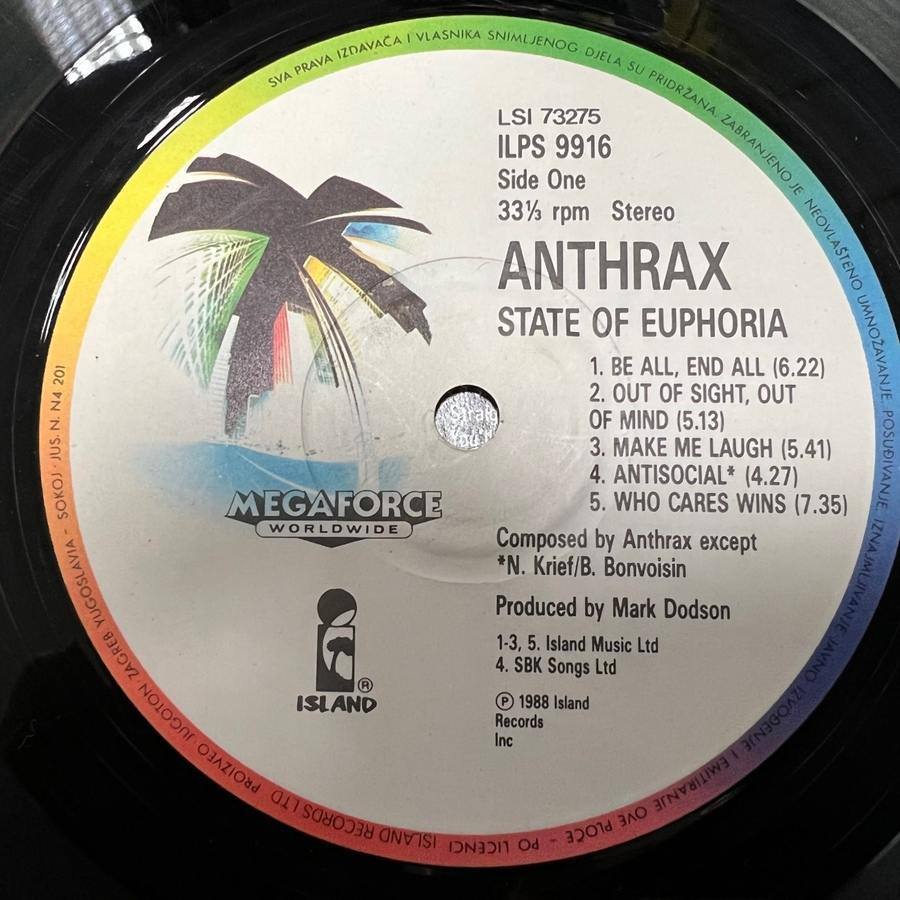 SVA PRAVA IZDAVAČA I VLASNIKA SNIMLJENOG DJELA SU PRIDRŽANA. ZABRANJENO JE NEOVLAŠTENO UMNOŽAVANJE, POSUĐIVANJE, IZNAJMLJIVANJE, JAVNO IZVOĐENJE I EMITIRANJE OVE PLOČE - PO LICENCI ISLAND RECORDS LTD PROIZVEO JUGOTON·ZAGREB YUGOSLAVIA - SOKOJ·JUS. N. N4 201
LSI 73275
ILPS 9916
Side One
33⅓ rpm Stereo
ANTHRAX
STATE OF EUPHORIA
1. BE ALL, END ALL (6.22)
2. OUT OF SIGHT, OUT
OF MIND (5.13)
3. MAKE ME LAUGH (5.41)
4. ANTISOCIAL* (4.27)
5. WHO CARES WINS (7.35)
Composed by Anthrax except
*N. Krief/B. Bonvoisin
Produced by Mark Dodson
1-3, 5. Island Music Ltd
4. SBK Songs Ltd
℗ 1988 Island
Records
Inc
MEGAFORCE
WORLDWIDE
ISLAND®